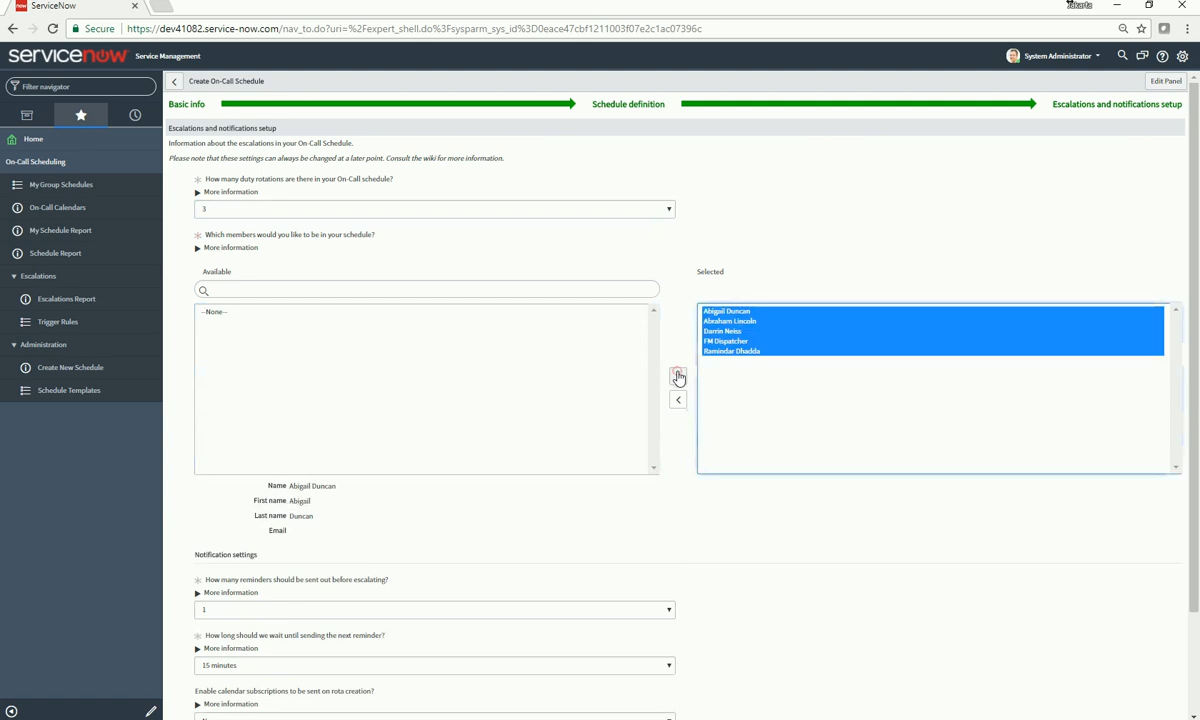 ServiceNow
Jakarta
Secure
https://dev41082.service-now.com/nav_to.do?uri=%2Fexpert_shell.do%3Fsysparm_sys_id%3D0eace47cbf1211003f07e2c1ac07396c
servicenow Service Management
System Administrator
Filter navigator
Create On-Call Schedule
Edit Panel
Basic info
Schedule definition
Escalations and notifications setup
Home
On-Call Scheduling
My Group Schedules
On-Call Calendars
My Schedule Report
Schedule Report
Escalations
Escalations Report
Trigger Rules
Administration
Create New Schedule
Schedule Templates
Escalations and notifications setup
Information about the escalations in your On-Call Schedule.
Please note that these settings can always be changed at a later point. Consult the wiki for more information.
How many duty rotations are there in your On-Call schedule?
More information
3
Which members would you like to be in your schedule?
More information
Available
Selected
--None--
Abigail Duncan
Abraham Lincoln
Darrin Neiss
FM Dispatcher
Ramindar Dhadda
Name Abigail Duncan
First name Abigail
Last name Duncan
Email
Notification settings
How many reminders should be sent out before escalating?
More information
1
How long should we wait until sending the next reminder?
More information
15 minutes
Enable calendar subscriptions to be sent on rota creation?
More information